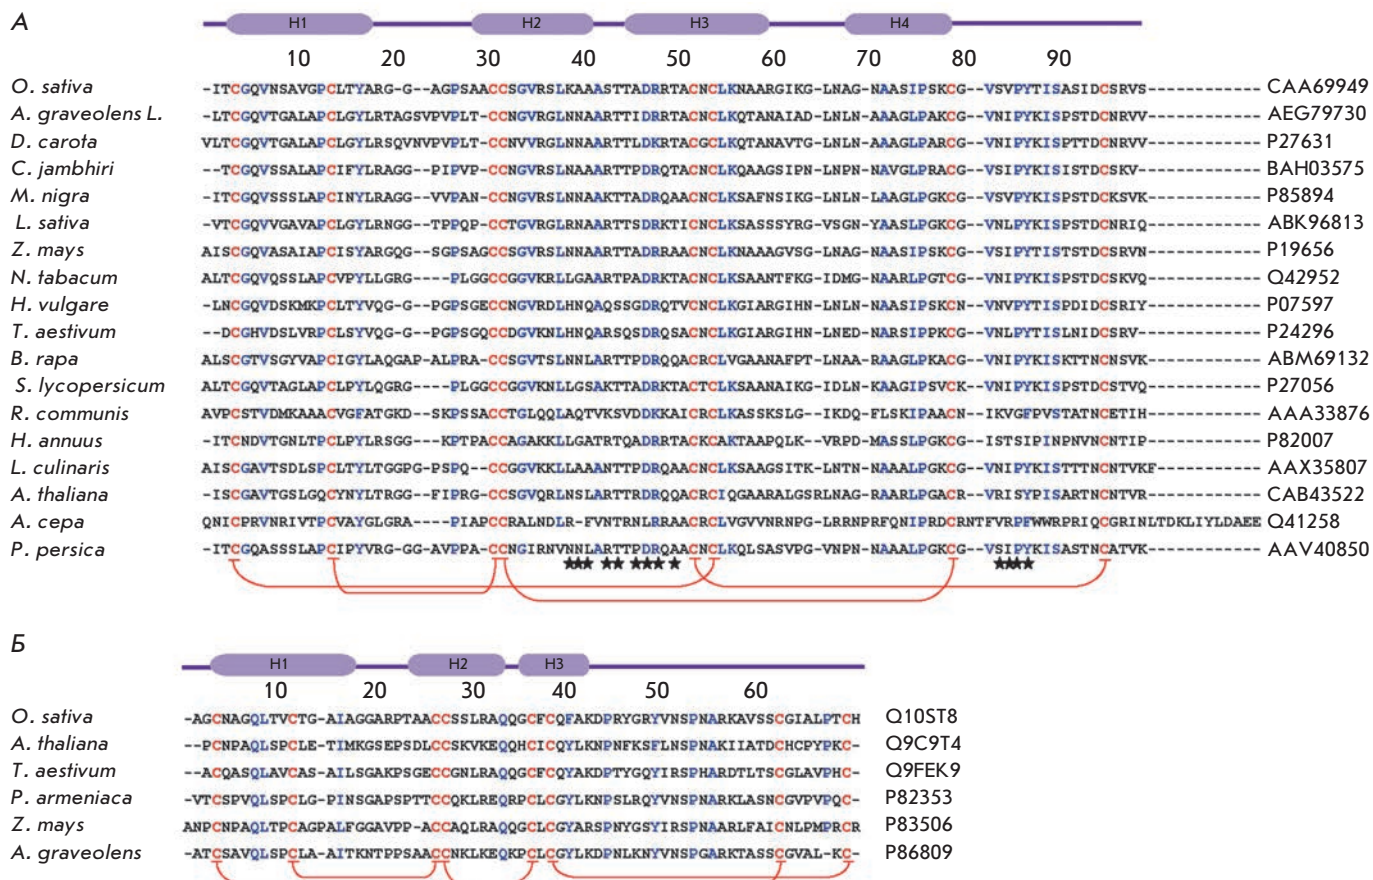 А
H1 H2 H3 H4
10 20 30 40 50 60 70 80 90
O. sativa -ITCGQVNSAVGPCLTYARG-G--AGPSAACCSGVRSLKAAASTTADRRTACNCLKNAARGIKG-LNAG-NAASIPSKCG--VSVPYTISASIDCSRVS------------ CAA69949
A. graveolens L. -LTCGQVTGALAPCLGYLRTAGSVPVPLT-CCNGVRGLNNAARTTIDRRTACNCLKQTANAIAD-LNLN-AAAGLPAKCG--VNIPYKISPSTDCNRVV------------ AEG79730
D. carota VLTCGQVTGALAPCLGYLRSQVNVPVPLT-CCNVVRGLNNAARTTLDKRTACGCLKQTANAVTG-LNLN-AAAGLPARCG--VNIPYKISPTTDCNRVV------------ P27631
C. jambhiri --TCGQVSSALAPCIFYLRAGG--PIPVP-CCNGVRSLNNAARTTPDRQTACNCLKQAAGSIPN-LNPN-NAVGLPRACG--VSIPYKISTSTDCSKV------------- BAH03575
M. nigra -ITCGQVSSSLAPCINYLRAGG--VVPAN-CCNGVRSLNNAAKTTADRQAACNCLKSAFNSIKG-LNLN-LAAGLPGKCG--VSVPYKISPSTDCKSVK------------ P85894
L. sativa -VTCGQVVGAVAPCLGYLRNGG--TPPQP-CCTGVRGLRNAARTTSDRKTICNCLKSASSSYRG-VSGN-YAASLPGKCG--VNLPYKISPSTDCNRIQ------------ ABK96813
Z. mays AISCGQVASAIAPCISYARGQG--SGPSAGCCSGVRSLNNAARTTADRRAACNCLKNAAAGVSG-LNAG-NAASIPSKCG--VSIPYTISTSTDCSRVN------------ P19656
N. tabacum ALTCGQVQSSLAPCVPYLLGRG----PLGGCCGGVKRLLGAARTPADRKTACNCLKSAANTFKG-IDMG-NAARLPGTCG--VNIPYKISPSTDCSKVQ------------ Q42952
H. vulgare -LNCGQVDSKMKPCLTYVQG-G-PGPSGECCNGVRDLHNQAQSSGDRQTVCNCLKGIARGIHN-LNLN-NAASIPSKCN--VNVPYTISPDIDCSRIY------------ P07597
T. aestivum --DCGHVDSLVRPCLSYVQG-G-PGPSGQCCDGVKNLHNQARSQSDRQSACNCLKGIARGIHN-LNED-NARSIPPKCG--VNLPYTISLNIDCSRV------------- P24296
B. rapa ALSCGTVSGYVAPCIGYLAQGAP-ALPRA-CCSGVTSLNNLARTTPDRQQACRCLVGAANAFPT-LNAA-RAAGLPKACG--VNIPYKISKTTNCNSVK------------ ABM69132
S. lycopersicum ALTCGQVTAGLAPCLPYLQGRG----PLGGCCGGVKNLLGSAKTTADRKTACTCLKSAANAIKG-IDLN-KAAGIPSVCK--VNIPYKISPSTDCSTVQ------------ P27056
R. communis AVPCSTVDMKAAACVGFATGKD--SKPSSACCTGLQQLAQTVKSVDDKKAICRCLKASSKSLG--IKDQ-FLSKIPAACN--IKVGFPVSTATNCETIH------------ AAA33876
H. annuus -ITCNDVTGNLTPCLPYLRSGG--KPTPACCAGAKKLLGATRTQADRRTACKCAKTAAPQLK--VRPD-MASSLPGKCG--ISTSIPINPNVNCNTIP------------ P82007
L. culinaris AISCGAVTSDLSPCLTYLTGGPG-PSPQ--CCGGVKKLLAAANTTPDRQAACNCLKSAAGSITK-LNTN-NAAALPGKCG--VNIPYKISTTTNCNTVKF----------- AAX35807
A. thaliana -ISCGAVTGSLGQCYNYLTRGG--FIPRG-CCSGVQRLNSLARTTRDRQQACRCIQGAARALGSRLNAG-RAARLPGACR--VRISYPISARTNCNTVR------------ CAB43522
A. cepa QNICPRVNRIVTPCVAYGLGRA----PIAPCCRALNDLR-FVNTRNLRRAACRCLVGVVNRNPG-LRRNPRFQNIPRDCRNTFVRPFWWRPRIQCGRINLTDKLIYLDAEE Q41258
P. persica -ITCGQASSSLAPCIPYVRG-GG-AVPPA-CCNGIRNVNNLARTTPDRQAACNCLKQLSASVPG-VNPN-NAAALPGKCG--VSIPYKISASTNCATVK------------ AAV40850
Б
H1 H2 H3
10 20 30 40 50 60
O. sativa -AGCNAGQLTVCTG-AIAGGARPTAACCSSLRAQQGCFCQFAKDPRYGRYVNSPNARKAVSSCGIALPTCH Q10ST8
A. thaliana --PCNPAQLSPCLE-TIMKGSEPSDLCCSKVKEQQHCICQYLKNPNFKSFLNSPNAKIIATDCHCPYPKC- Q9C9T4
T. aestivum --ACQASQLAVCAS-AILSGAKPSGECCGNLRAQQGCFCQYAKDPTYGQYIRSPHARDTLTSCGLAVPHC- Q9FEK9
P. armeniaca -VTCSPVQLSPCLG-PINSGAPSPTTCCQKLREQRPCLCGYLKNPSLRQYVNSPNARKLASNCGVPVPQC- P82353
Z. mays ANPCNPAQLTPCAGPALFGGAVPP-ACCAQLRAQQGCLCGYARSPNYGSYIRSPNAARLFAICNLPMPRCR P83506
A. graveolens -ATCSAVQLSPCLA-AITKNTPPSAACCNKLKEQKPCLCGYLKDPNLKNYVNSPGARKTASSCGVAL-KC- P86809